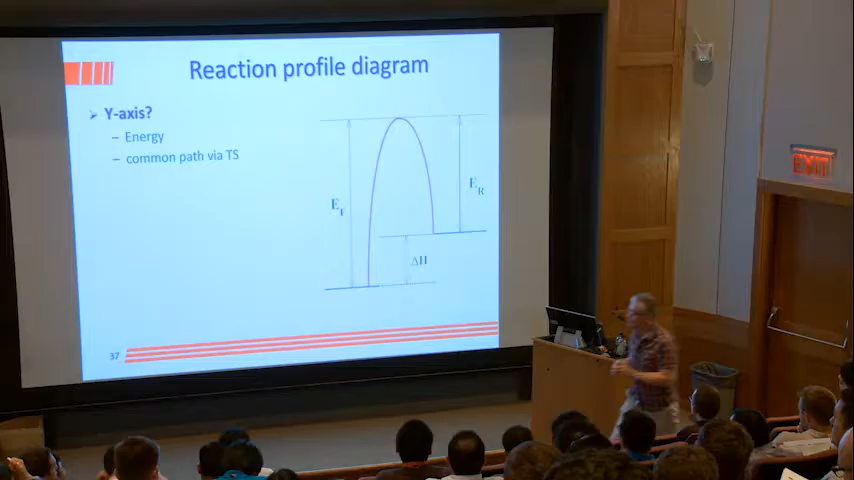 Reaction profile diagram
➢ Y-axis?
– Energy
– common path via TS
E_F
E_R
ΔH
37
EXIT